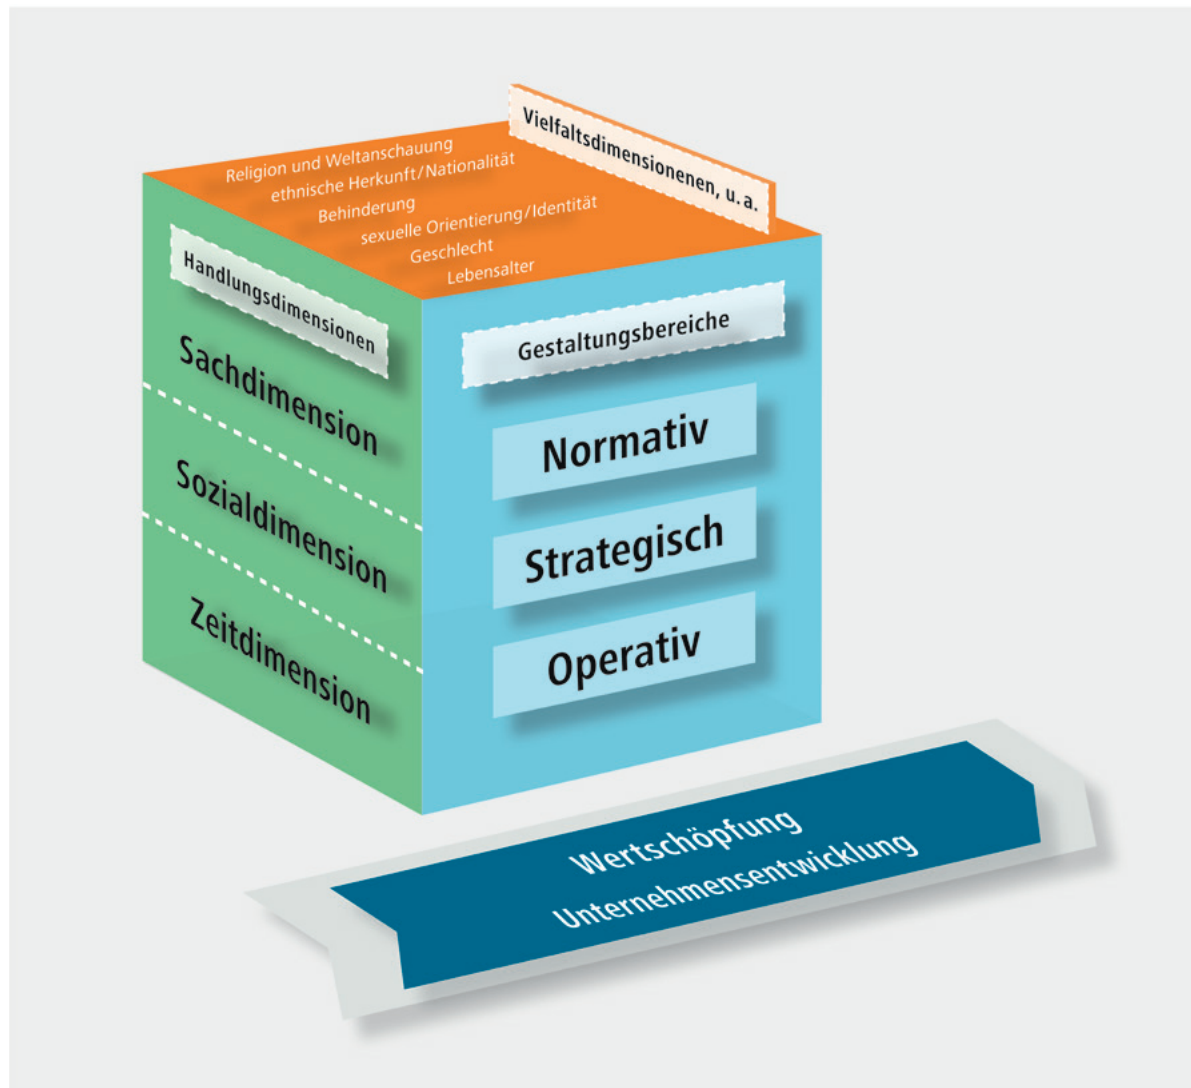 Vielfaltsdimensionenen, u. a.
Religion und Weltanschauung
ethnische Herkunft/Nationalität
Behinderung
sexuelle Orientierung/Identität
Geschlecht
Lebensalter
Handlungsdimensionen
Sachdimension
Sozialdimension
Zeitdimension
Gestaltungsbereiche
Normativ
Strategisch
Operativ
Wertschöpfung
Unternehmensentwicklung